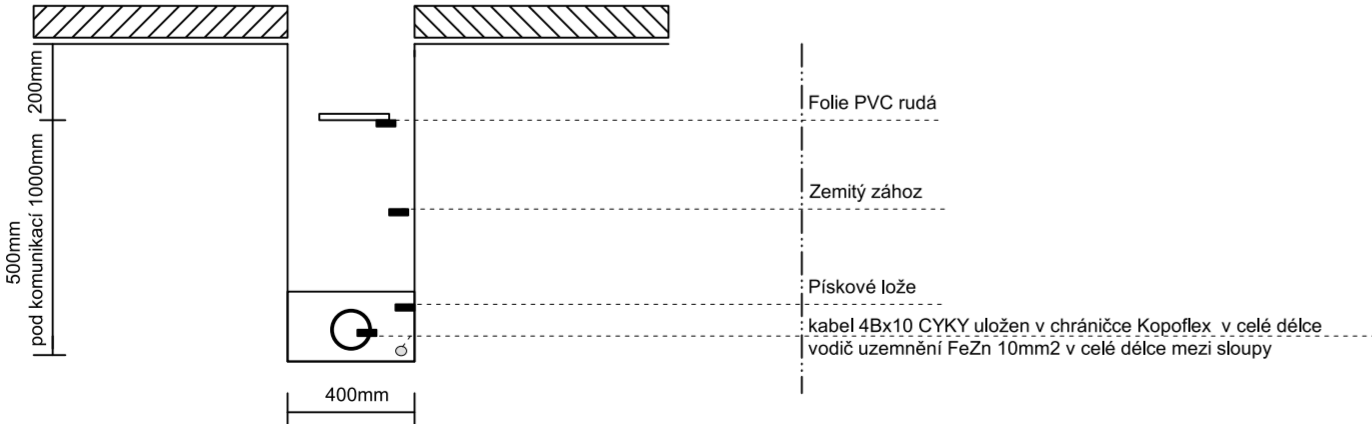 200mm
500mm
pod komunikací 1000mm
400mm
Folie PVC rudá
Zemitý zához
Pískové lože
kabel 4Bx10 CYKY uložen v chráničce Kopoflex v celé délce
vodič uzemnění FeZn 10mm2 v celé délce mezi sloupy